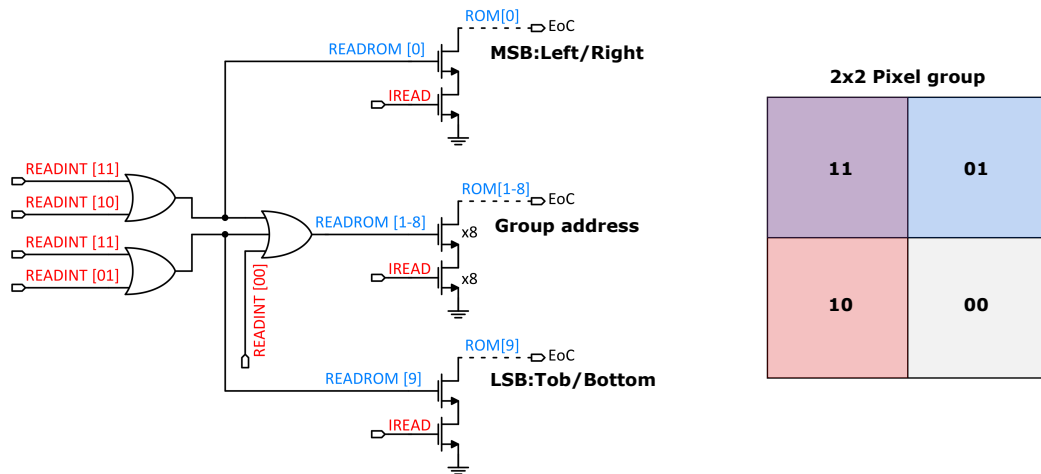 ROM[0]
EoC
READROM [0]
MSB:Left/Right
IREAD
2x2 Pixel group
READINT [11]
READINT [10]
READINT [11]
READINT [01]
READINT [00]
ROM[1-8]
EoC
READROM [1-8]
x8
Group address
IREAD
x8
11
01
10
00
ROM[9]
EoC
READROM [9]
LSB:Tob/Bottom
IREAD